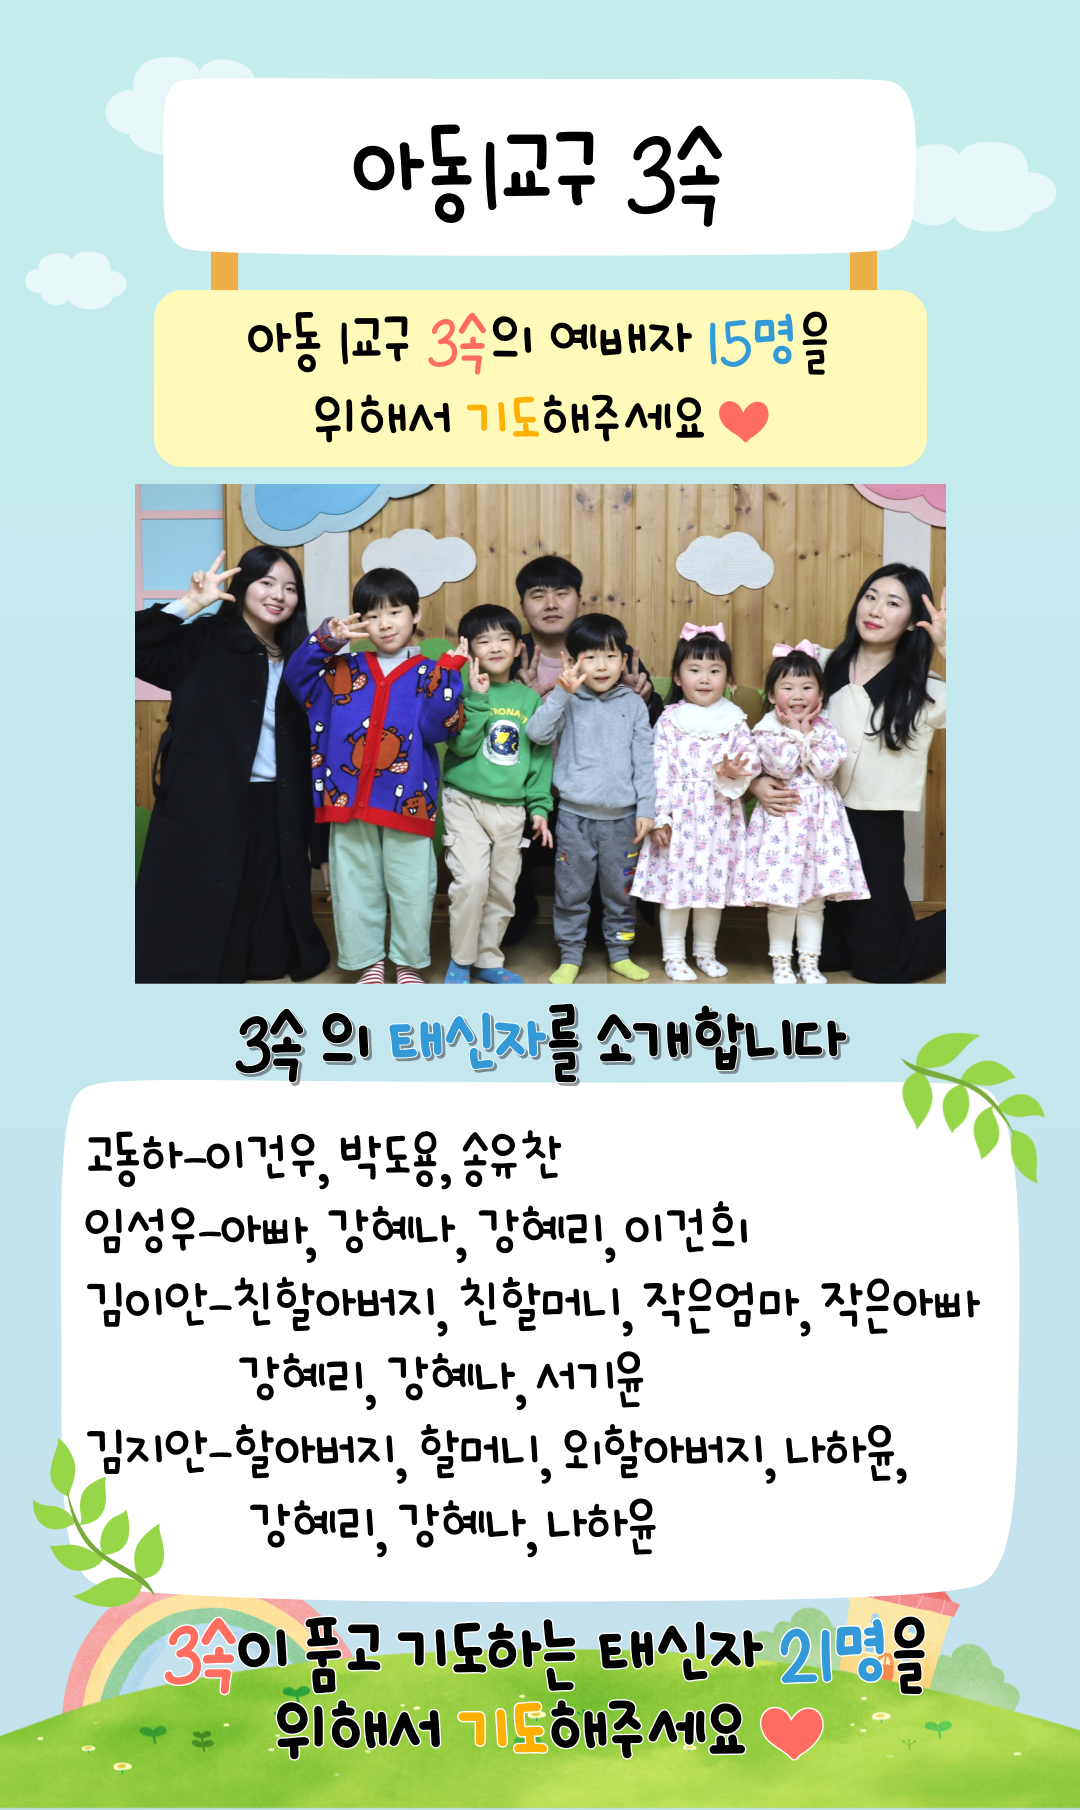 아동1교구 3속
아동 1교구 3속의 예배자 15명을
위해서 기도해주세요
3속 의 태신자를 소개합니다
고동하-이건우, 박도용, 송유찬
임성우-아빠, 강혜나, 강혜리, 이건희
김이안-친할아버지, 친할머니, 작은엄마, 작은아빠
강혜리, 강혜나, 서기윤
김지안-할아버지, 할머니, 외할아버지, 나하윤,
강혜리, 강혜나, 나하윤
3속이 품고 기도하는 태신자 21명을
위해서 기도해주세요